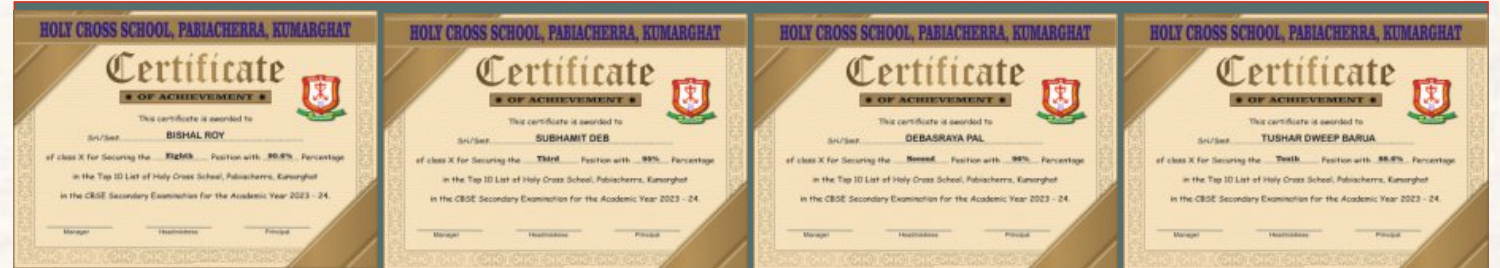 HOLY CROSS SCHOOL, PABIACHERRA, KUMARGHAT
Certificate
★ OF ACHIEVEMENT ★
This certificate is awarded to
Sri/Smt. BISHAL ROY
of class X for Securing the Eighth Position with 90.6% Percentage
in the Top 10 List of Holy Cross School, Pabiacherra, Kumarghat
in the CBSE Secondary Examination for the Academic Year 2023 - 24.
Manager Headmistress Principal
HOLY CROSS SCHOOL, PABIACHERRA, KUMARGHAT
Certificate
★ OF ACHIEVEMENT ★
This certificate is awarded to
Sri/Smt. SUBHAMIT DEB
of class X for Securing the Third Position with 95% Percentage
in the Top 10 List of Holy Cross School, Pabiacherra, Kumarghat
in the CBSE Secondary Examination for the Academic Year 2023 - 24.
Manager Headmistress Principal
HOLY CROSS SCHOOL, PABIACHERRA, KUMARGHAT
Certificate
★ OF ACHIEVEMENT ★
This certificate is awarded to
Sri/Smt. DEBASRAYA PAL
of class X for Securing the Second Position with 96% Percentage
in the Top 10 List of Holy Cross School, Pabiacherra, Kumarghat
in the CBSE Secondary Examination for the Academic Year 2023 - 24.
Manager Headmistress Principal
HOLY CROSS SCHOOL, PABIACHERRA, KUMARGHAT
Certificate
★ OF ACHIEVEMENT ★
This certificate is awarded to
Sri/Smt. TUSHAR DWEEP BARUA
of class X for Securing the Tenth Position with Percentage
in the Top 10 List of Holy Cross School, Pabiacherra, Kumarghat
in the CBSE Secondary Examination for the Academic Year 2023 - 24.
Manager Headmistress Principal